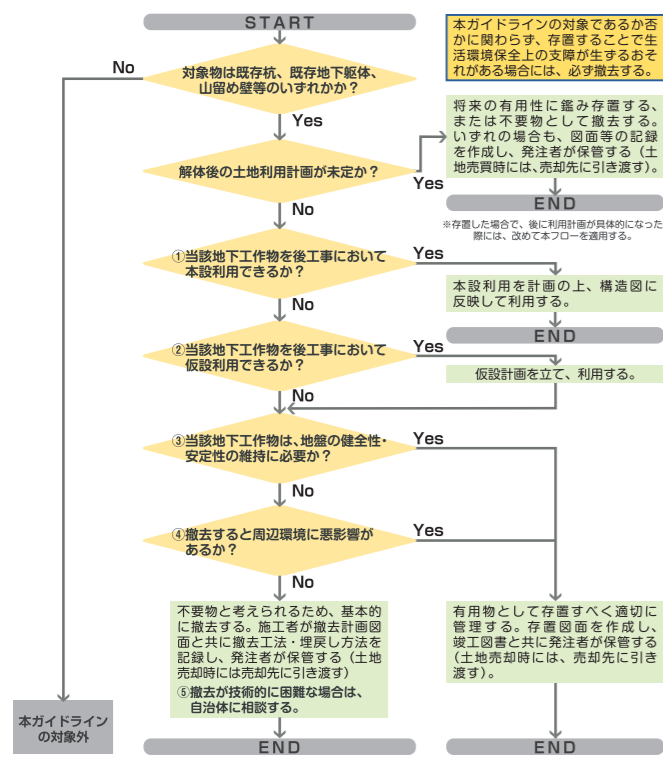 START
本ガイドラインの対象であるか否
かに関わらず、存置することで生
活環境保全上の支障が生ずるおそ
れがある場合には、必ず撤去する。
No
対象物は既存杭、既存地下躯体、
山留め壁等のいずれかか？
Yes
将来の有用性に鑑み存置する、
または不要物として撤去する。
いずれの場合も、図面等の記録
を作成し、発注者が保管する（土
地売買時には、売却先に引き渡す）。
解体後の土地利用計画が未定か？
Yes
END
※存置した場合で、後に利用計画が具体的になった
際には、改めて本フローを適用する。
No
①当該地下工作物を後工事において
本設利用できるか？
Yes
本設利用を計画の上、構造図に
反映して利用する。
END
No
②当該地下工作物を後工事において
仮設利用できるか？
Yes
仮設計画を立て、利用する。
No
③当該地下工作物は、地盤の健全性・
安定性の維持に必要か？
Yes
No
④撤去すると周辺環境に悪影響が
あるか？
Yes
No
不要物と考えられるため、基本的
に撤去する。施工者が撤去計画図
面と共に撤去工法・埋戻し方法を
記録し、発注者が保管する（土地
売却時には売却先に引き渡す）
⑤撤去が技術的に困難な場合は、
自治体に相談する。
END
有用物として存置すべく適切に
管理する。存置図面を作成し、
竣工図書と共に発注者が保管する
（土地売却時には、売却先に引き
渡す）。
END
本ガイドライン
の対象外